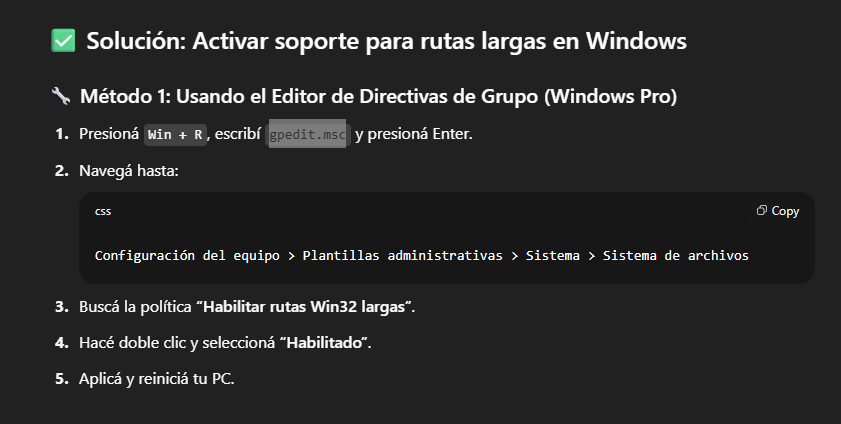 ✅ Solución: Activar soporte para rutas largas en Windows
🔧 Método 1: Usando el Editor de Directivas de Grupo (Windows Pro)
1. Presioná Win + R, escribí gpedit.msc y presioná Enter.
2. Navegá hasta:
css
Copy
Configuración del equipo > Plantillas administrativas > Sistema > Sistema de archivos
3. Buscá la política “Habilitar rutas Win32 largas”.
4. Hacé doble clic y seleccioná “Habilitado”.
5. Aplicá y reiniciá tu PC.